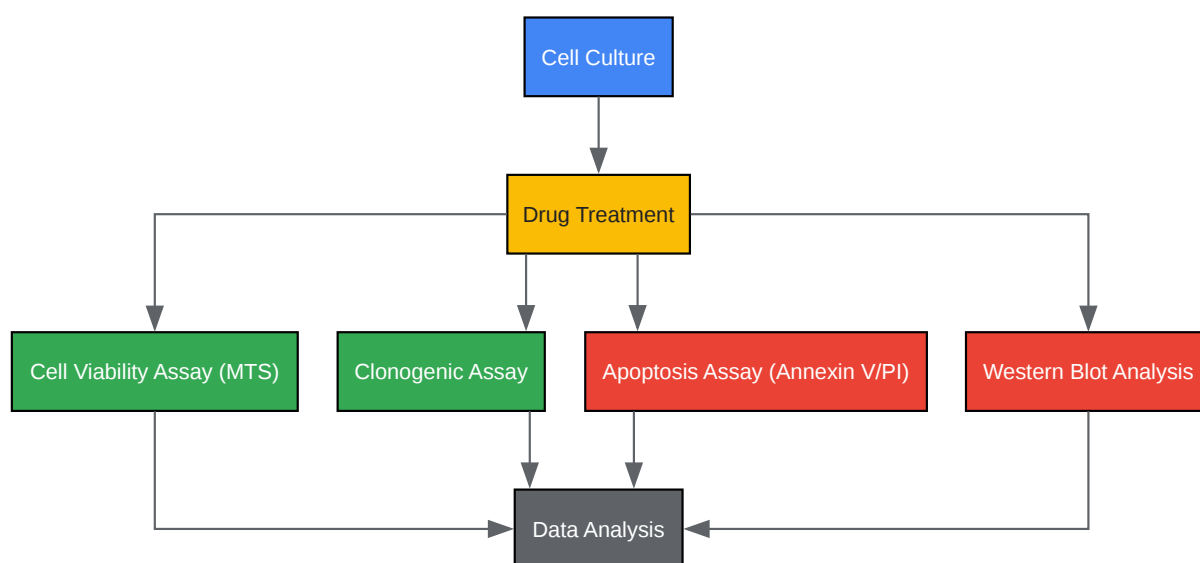 Cell Culture
Drug Treatment
Cell Viability Assay (MTS)
Clonogenic Assay
Apoptosis Assay (Annexin V/PI)
Western Blot Analysis
Data Analysis